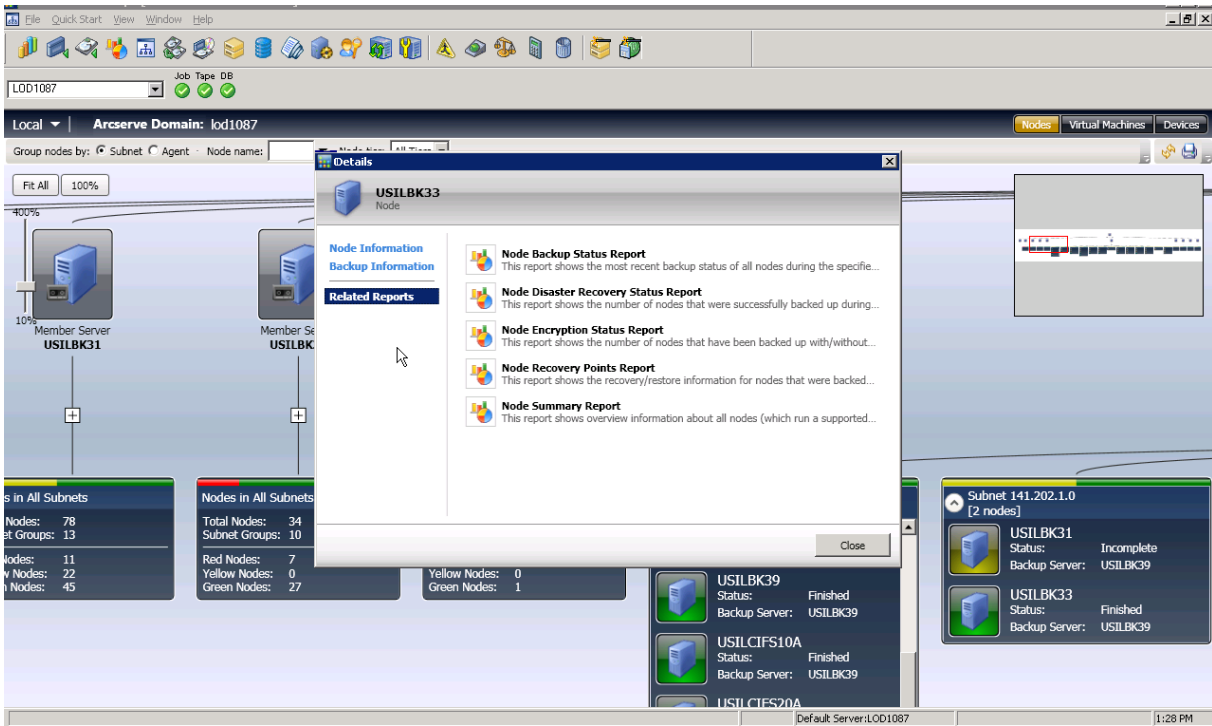 File Quick Start View Window Help
Job Tape DB
LOD1087
Local Arcserve Domain: lod1087
Nodes Virtual Machines Devices
Group nodes by: Subnet Agent Node name:
Fit All 100%
400%
10%
Member Server
USILBK31
Member Se
USILBK
Details
USILBK33
Node
Node Information
Backup Information
Related Reports
Node Backup Status Report
This report shows the most recent backup status of all nodes during the specifie...
Node Disaster Recovery Status Report
This report shows the number of nodes that were successfully backed up during...
Node Encryption Status Report
This report shows the number of nodes that have been backed up with/without...
Node Recovery Points Report
This report shows the recovery/restore information for nodes that were backed...
Node Summary Report
This report shows overview information about all nodes (which run a supported...
Close
s in All Subnets
Nodes: 78
et Groups: 13
Nodes: 11
w Nodes: 22
n Nodes: 45
Nodes in All Subnets
Total Nodes: 34
Subnet Groups: 10
Red Nodes: 7
Yellow Nodes: 0
Green Nodes: 27
Yellow Nodes: 0
Green Nodes: 1
USILBK39
Status: Finished
Backup Server: USILBK39
USILCIFS10A
Status: Finished
Backup Server: USILBK39
USILCIFS20A
Subnet 141.202.1.0
[2 nodes]
USILBK31
Status: Incomplete
Backup Server: USILBK39
USILBK33
Status: Finished
Backup Server: USILBK39
Default Server:LOD1087
1:28 PM